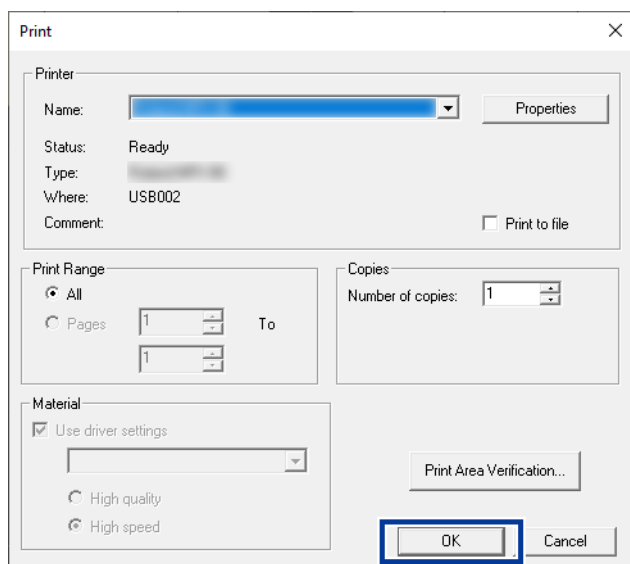 Print
Printer
Name:
Properties
Status: Ready
Type:
Where: USB002
Comment:
Print to file
Print Range
All
Pages 1 To
1
Copies
Number of copies: 1
Material
Use driver settings
High quality
High speed
Print Area Verification...
OK
Cancel